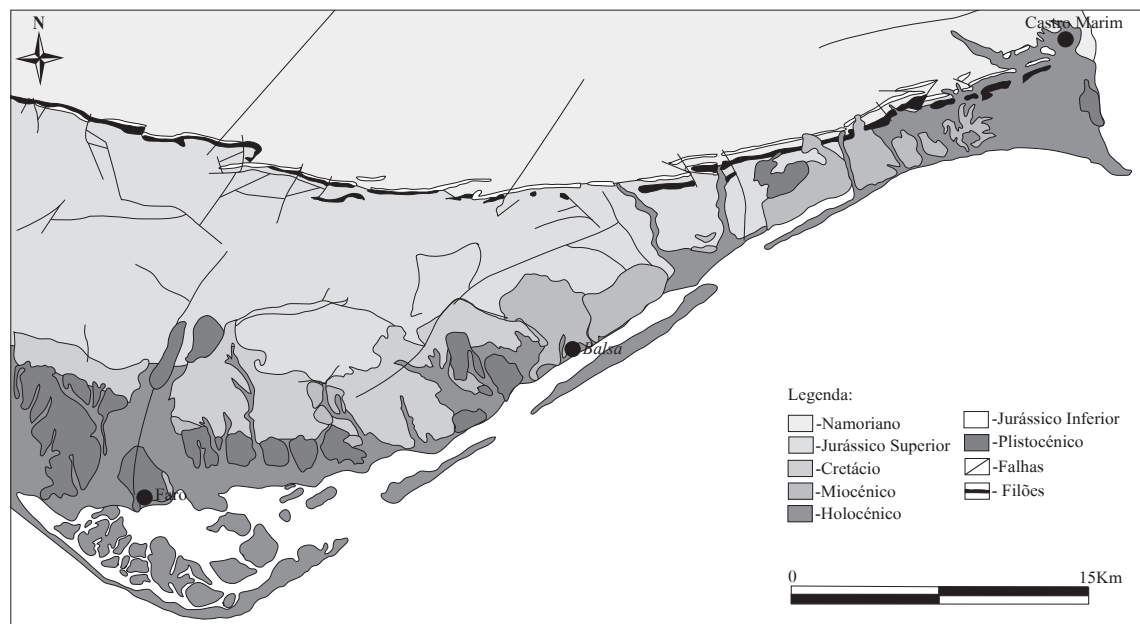 N
Castro Marim
Balsa
Faro
Legenda:
-Namoriano
-Jurássico Superior
-Cretácio
-Miocénico
-Holocénico
-Jurássico Inferior
-Plistocénico
-Falhas
- Filões
0 15Km